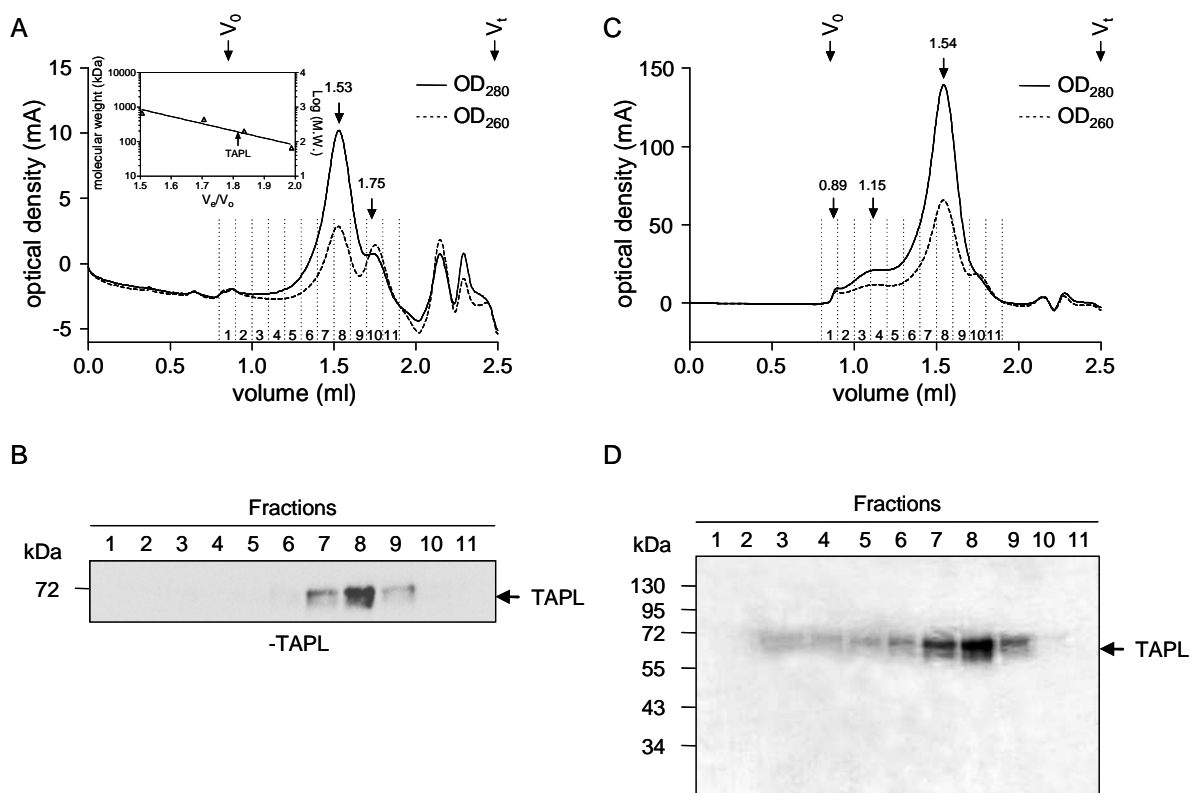 A
V0
Vt
15
10
5
0
-5
optical density (mA)
0.0 0.5 1.0 1.5 2.0 2.5
volume (ml)
1.53
1.75
OD280
OD260
1 2 3 4 5 6 7 8 9 10 11
molecular weight (kDa)
10000
1000
100
10
4
3
2
1
Log (M.W.)
TAPL
1.5 1.6 1.7 1.8 1.9 2.0
Ve/Vo
C
V0
Vt
150
100
50
0
optical density (mA)
0.0 0.5 1.0 1.5 2.0 2.5
volume (ml)
0.89
1.15
1.54
OD280
OD260
1 2 3 4 5 6 7 8 9 10 11
B
Fractions
kDa
1 2 3 4 5 6 7 8 9 10 11
72
TAPL
-TAPL
D
Fractions
kDa
1 2 3 4 5 6 7 8 9 10 11
130
95
72
55
43
34
TAPL